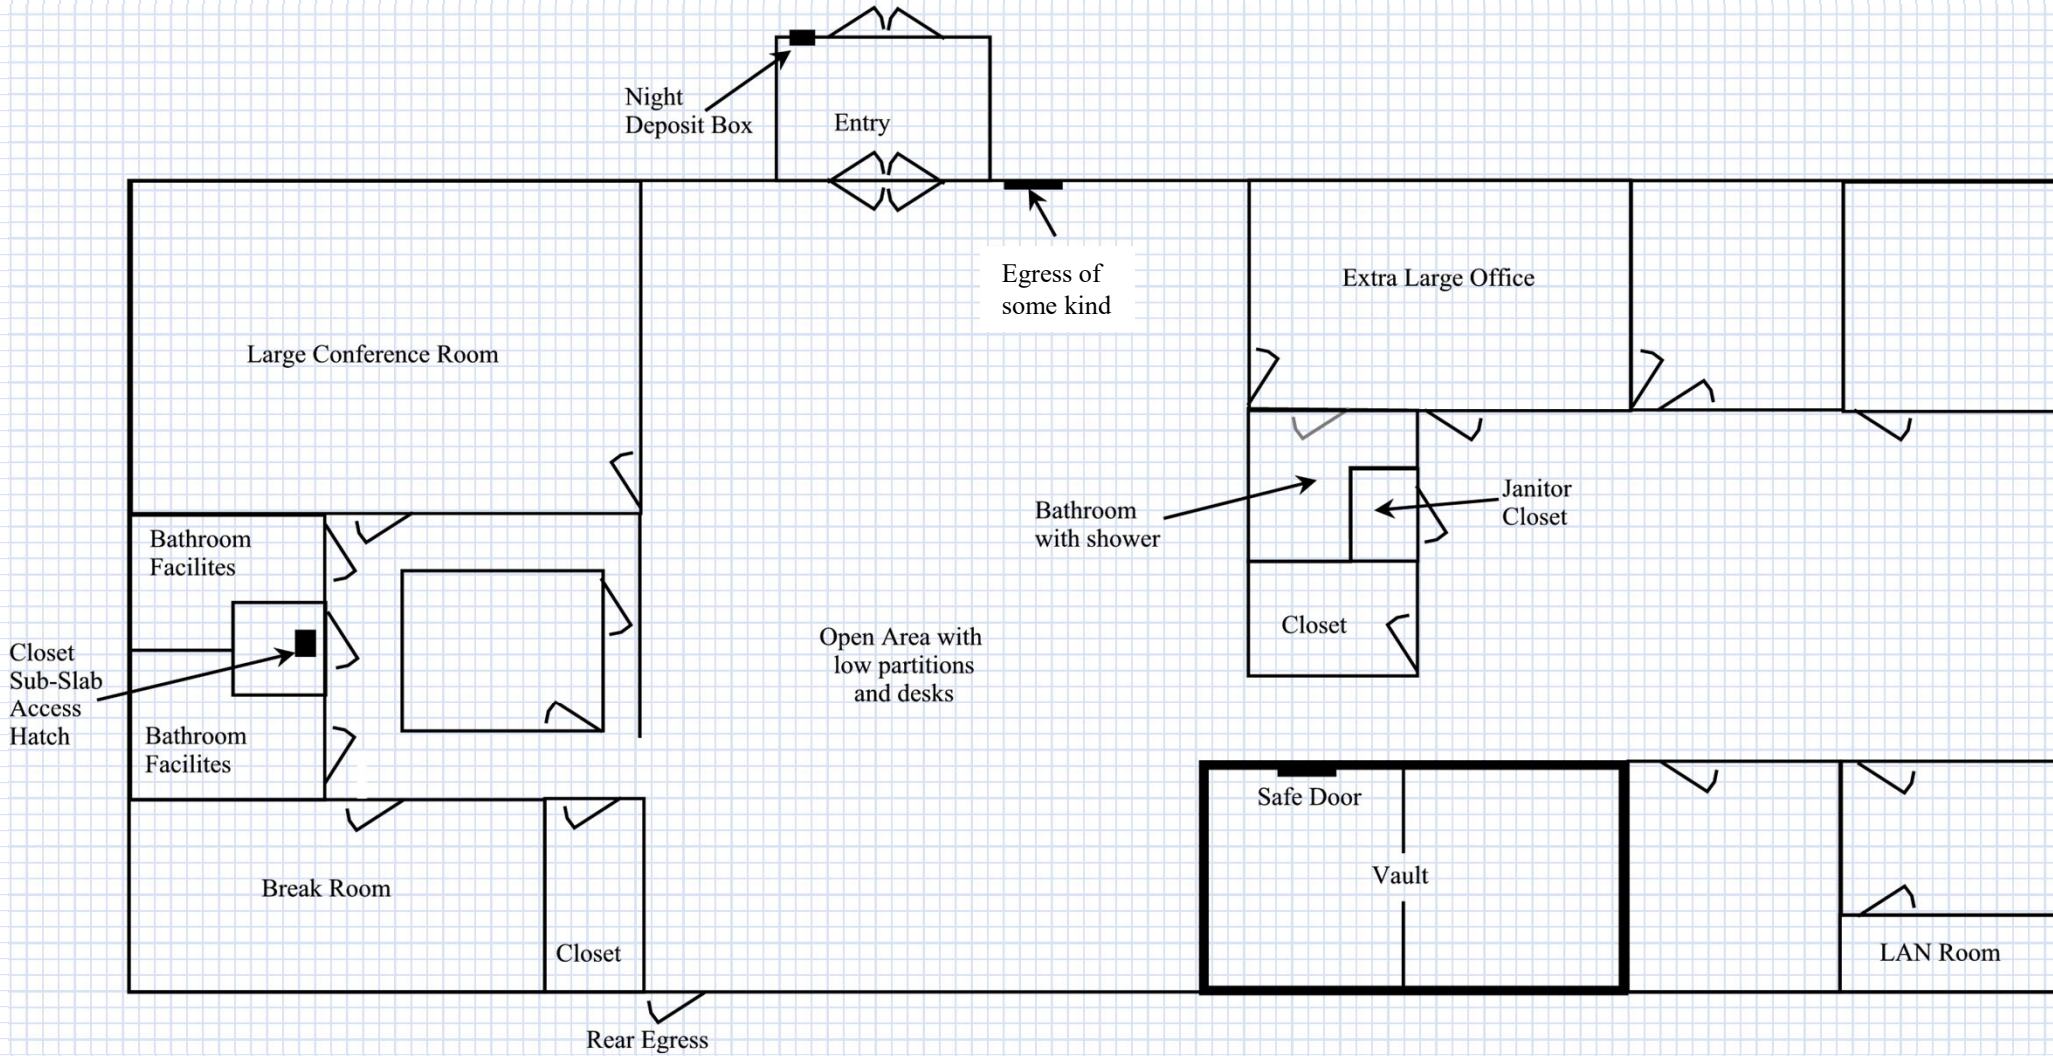 Night
Deposit Box
Entry
Egress of
some kind
Extra Large Office
Large Conference Room
Bathroom
with shower
Janitor
Closet
Bathroom
Facilites
Closet
Closet
Sub-Slab
Access
Hatch
Open Area with
low partitions
and desks
Bathroom
Facilites
Safe Door
Vault
Break Room
Closet
LAN Room
Rear Egress